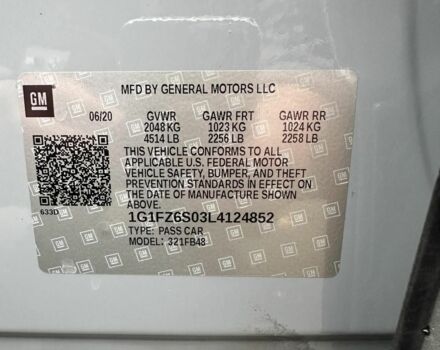 GM
MFD BY GENERAL MOTORS LLC
06/20 GVWR GAWR FRT GAWR RR
2048 KG 1023 KG 1024 KG
4514 LB 2256 LB 2258 LB
THIS VEHICLE CONFORMS TO ALL
APPLICABLE U.S. FEDERAL MOTOR
VEHICLE SAFETY, BUMPER, AND THEFT
PREVENTION STANDARDS IN EFFECT ON
THE DATE OF MANUFACTURE SHOWN
ABOVE.
633D
1G1FZ6S03L4124852
TYPE: PASS CAR
MODEL: 321FB48